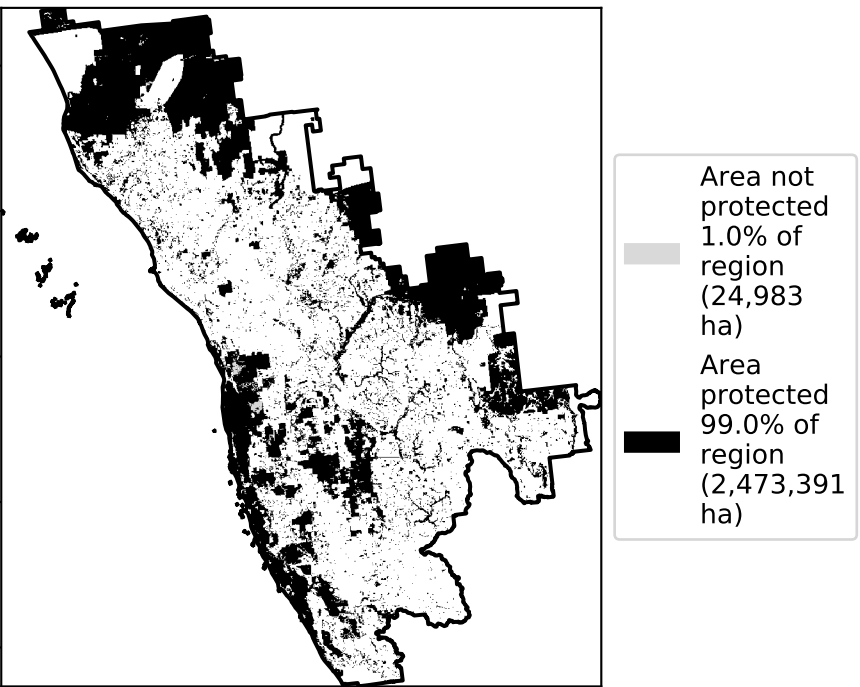 Area not
protected
1.0% of
region
(24,983
ha)
Area
protected
99.0% of
region
(2,473,391
ha)